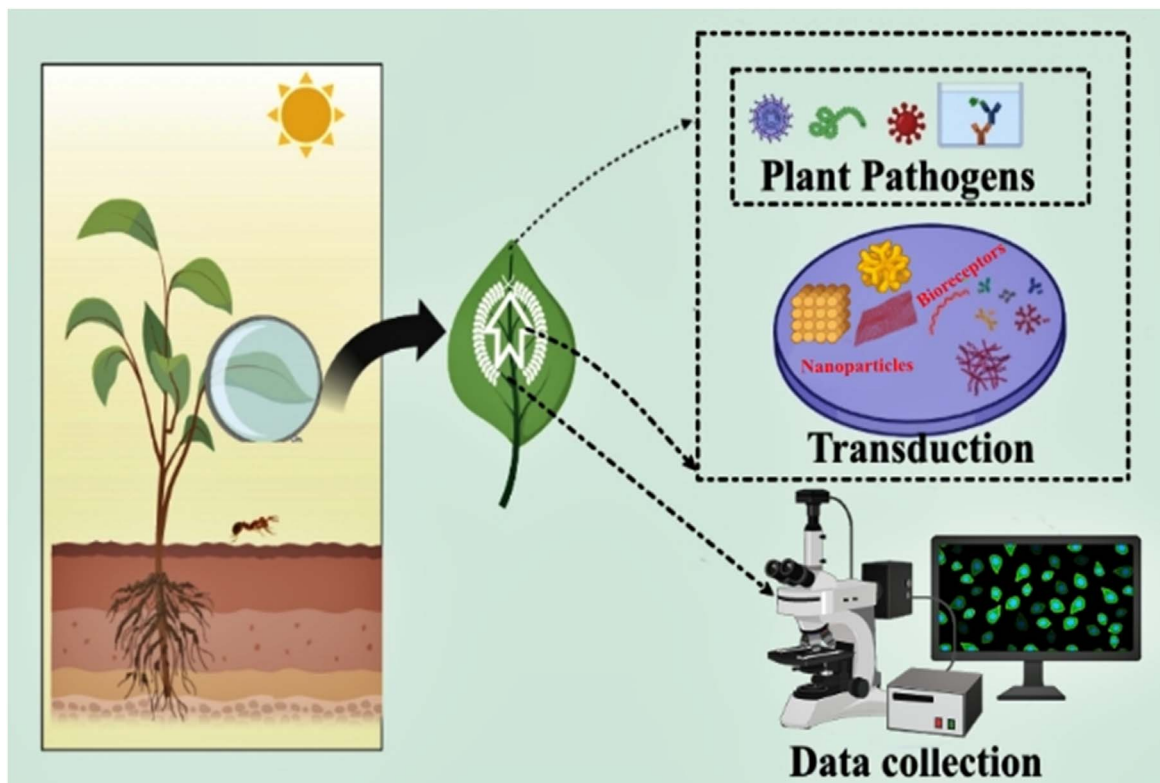 Plant Pathogens
Bioreceptors
Nanoparticles
Transduction
Data collection